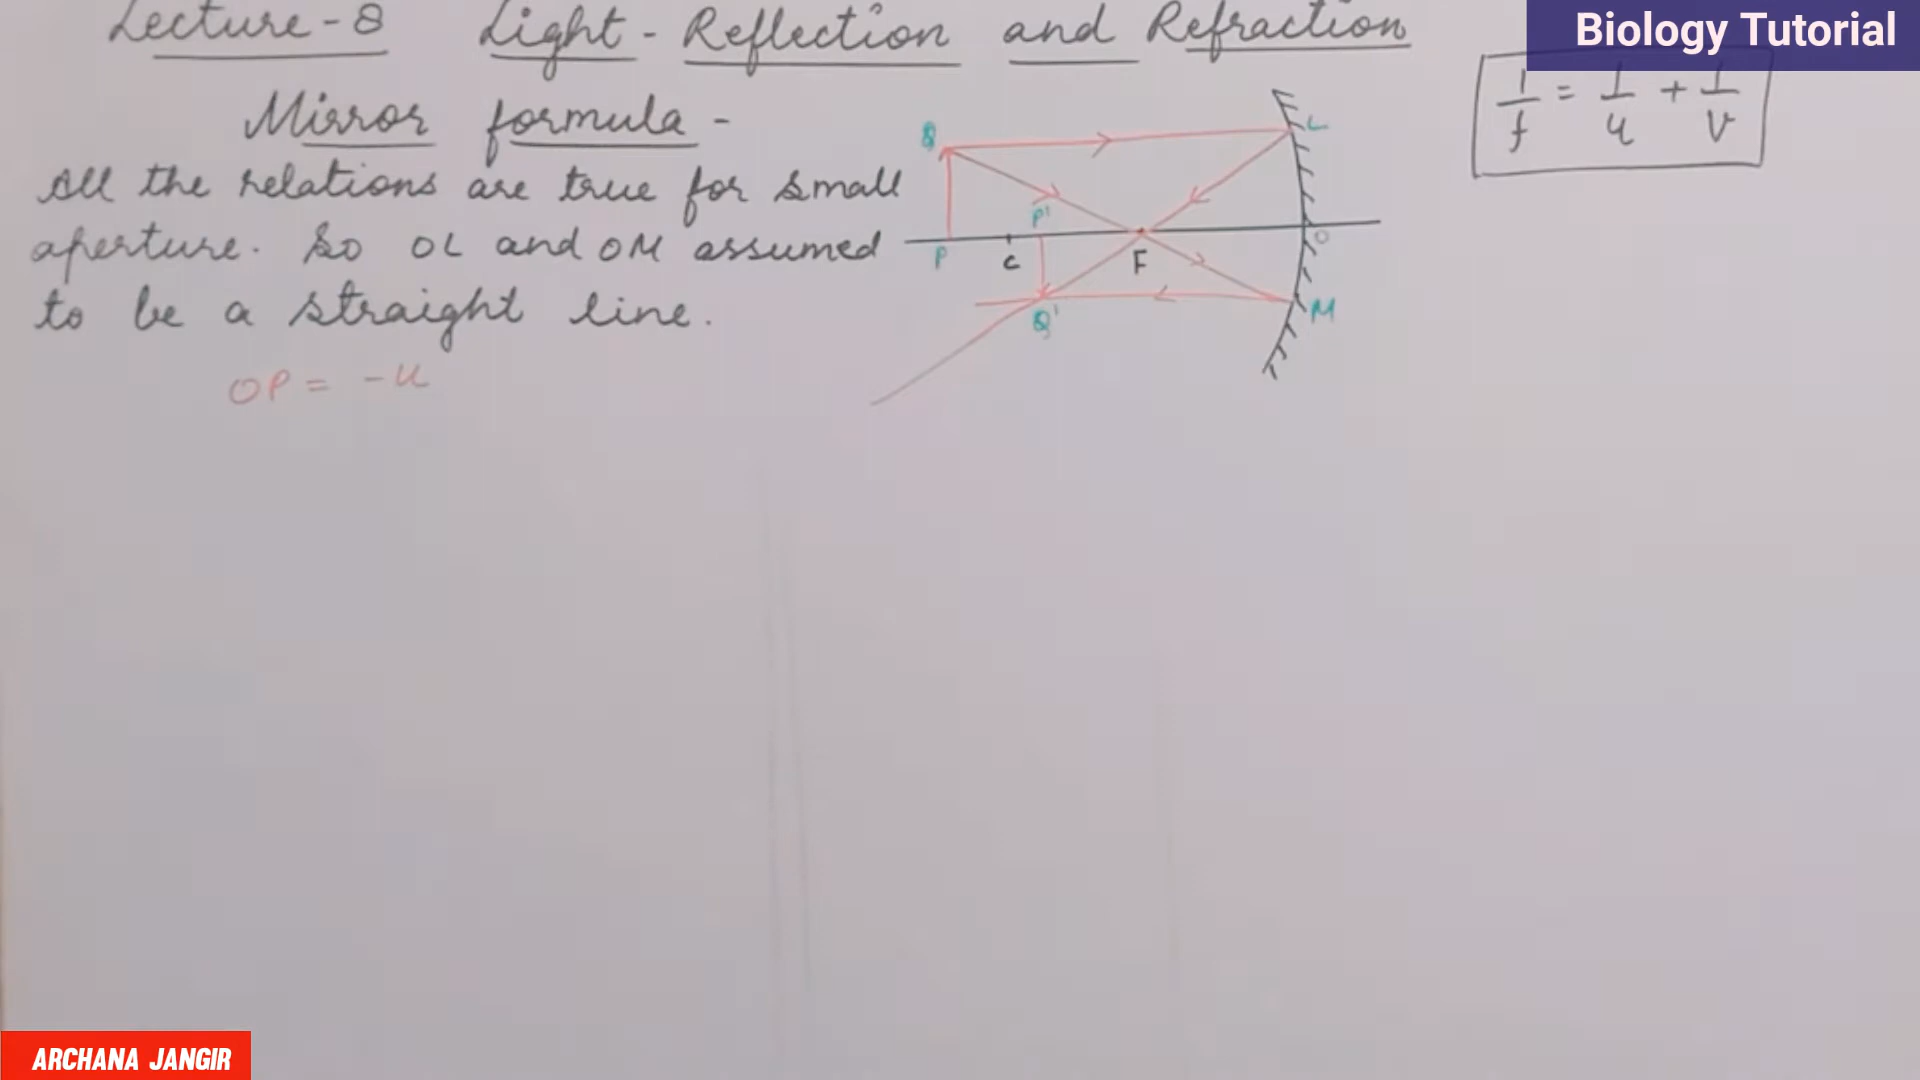 Lecture-8 Light-Reflection and Refraction
Biology Tutorial
Mirror formula -
1/f = 1/u + 1/v
All the relations are true for small
aperture. So OL and OM assumed
to be a straight line.
OP = -u
Q
L
P'
P
C
F
O
Q'
M
ARCHANA JANGIR